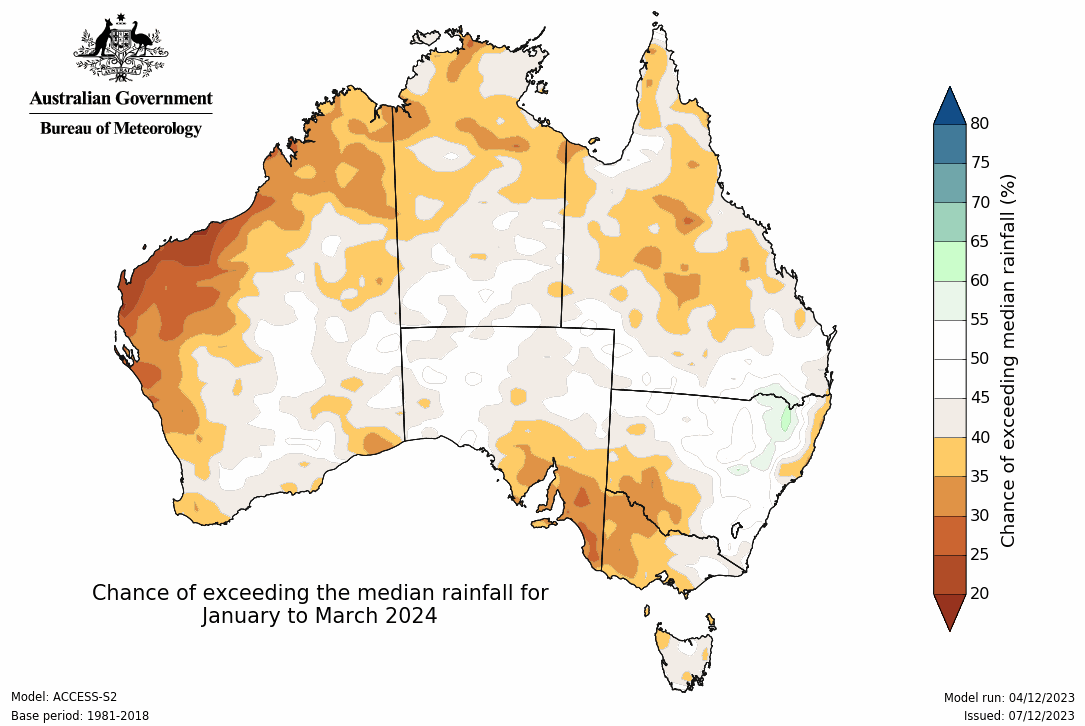 AUSTRALIA
Australian Government
Bureau of Meteorology
80
75
70
65
60
55
50
45
40
35
30
25
20
Chance of exceeding median rainfall (%)
Chance of exceeding the median rainfall for
January to March 2024
Model: ACCESS-S2
Base period: 1981-2018
Model run: 04/12/2023
Issued: 07/12/2023